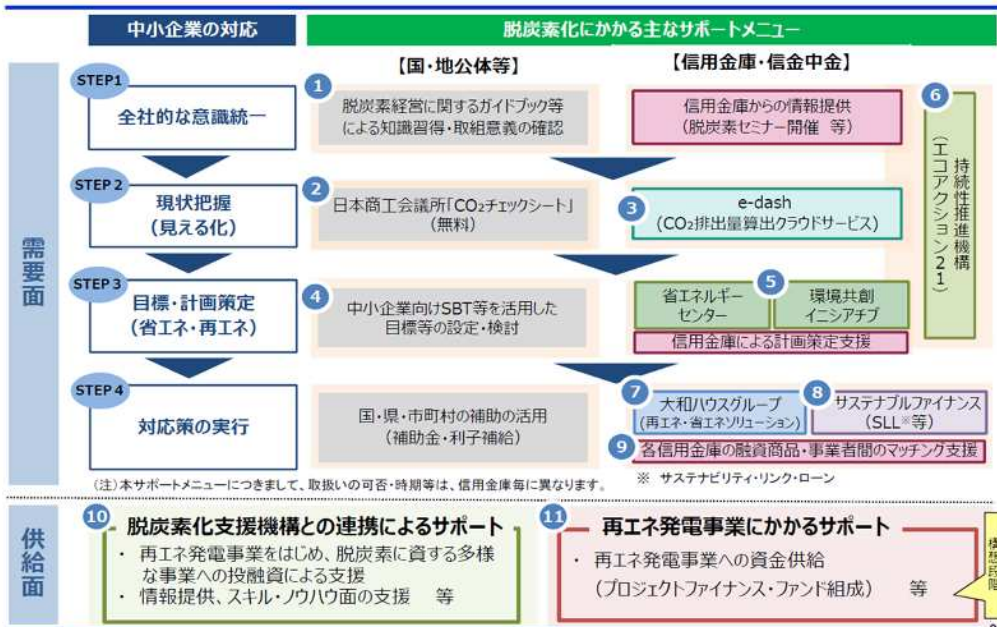 中小企業の対応
脱炭素化にかかる主なサポートメニュー
【国・地公体等】
【信用金庫・信金中金】
需要面
STEP1
全社的な意識統一
1
脱炭素経営に関するガイドブック等
による知識習得・取組意義の確認
信用金庫からの情報提供
(脱炭素セミナー開催 等)
6
持続性推進機構
(エコアクション21)
STEP 2
現状把握
(見える化)
2
日本商工会議所「CO₂チェックシート」
(無料)
3
e-dash
(CO₂排出量算出クラウドサービス)
STEP 3
目標・計画策定
(省エネ・再エネ)
4
中小企業向けSBT等を活用した
目標等の設定・検討
5
省エネルギー
センター
環境共創
イニシアチブ
信用金庫による計画策定支援
STEP 4
対応策の実行
国・県・市町村の補助の活用
(補助金・利子補給)
7
大和ハウスグループ
(再エネ・省エネソリューション)
8
サステナブルファイナンス
(SLL※等)
9
各信用金庫の融資商品・事業者間のマッチング支援
(注)本サポートメニューにつきまして、取扱いの可否・時期等は、信用金庫毎に異なります。
※ サステナビリティ・リンク・ローン
供給面
10
脱炭素化支援機構との連携によるサポート
・ 再エネ発電事業をはじめ、脱炭素に資する多様
な事業への投融資による支援
・ 情報提供、スキル・ノウハウ面の支援 等
11
再エネ発電事業にかかるサポート
・ 再エネ発電事業への資金供給
(プロジェクトファイナンス・ファンド組成) 等
構想段階